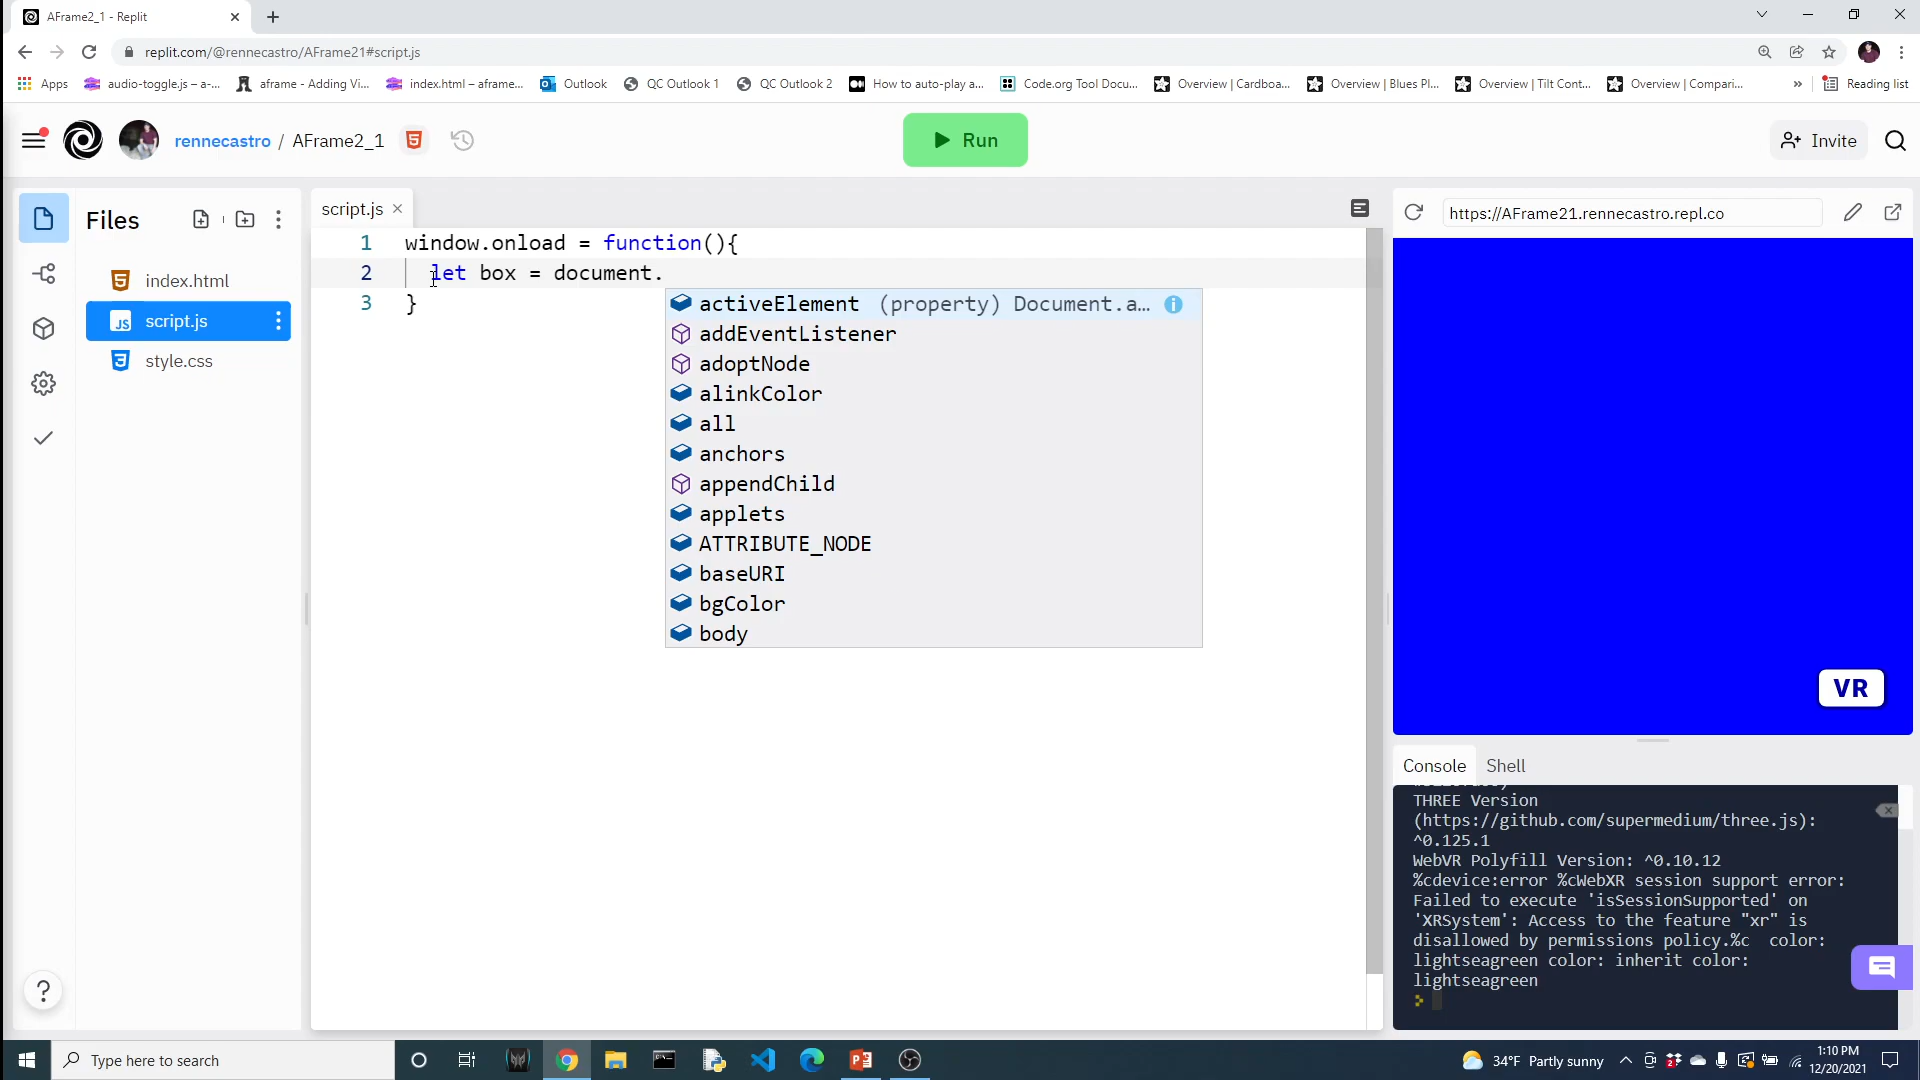 AFrame2_1 - Replit
replit.com/@rennecastro/AFrame21#script.js
Apps audio-toggle.js – a-... aframe - Adding Vi... index.html – aframe... Outlook QC Outlook 1 QC Outlook 2 How to auto-play a... Code.org Tool Docu... Overview | Cardboa... Overview | Blues Pl... Overview | Tilt Cont... Overview | Compari... » Reading list
rennecastro / AFrame2_1 Run Invite
Files
index.html
script.js
style.css
script.js
1 window.onload = function(){
2 let box = document.
3 }
activeElement (property) Document.a...
addEventListener
adoptNode
alinkColor
all
anchors
appendChild
applets
ATTRIBUTE_NODE
baseURI
bgColor
body
https://AFrame21.rennecastro.repl.co
VR
Console Shell
THREE Version
(https://github.com/supermedium/three.js):
^0.125.1
WebVR Polyfill Version: ^0.10.12
%cdevice:error %cWebXR session support error:
Failed to execute 'isSessionSupported' on
'XRSystem': Access to the feature "xr" is
disallowed by permissions policy.%c color:
lightseagreen color: inherit color:
lightseagreen
?
Type here to search
34°F Partly sunny
1:10 PM
12/20/2021